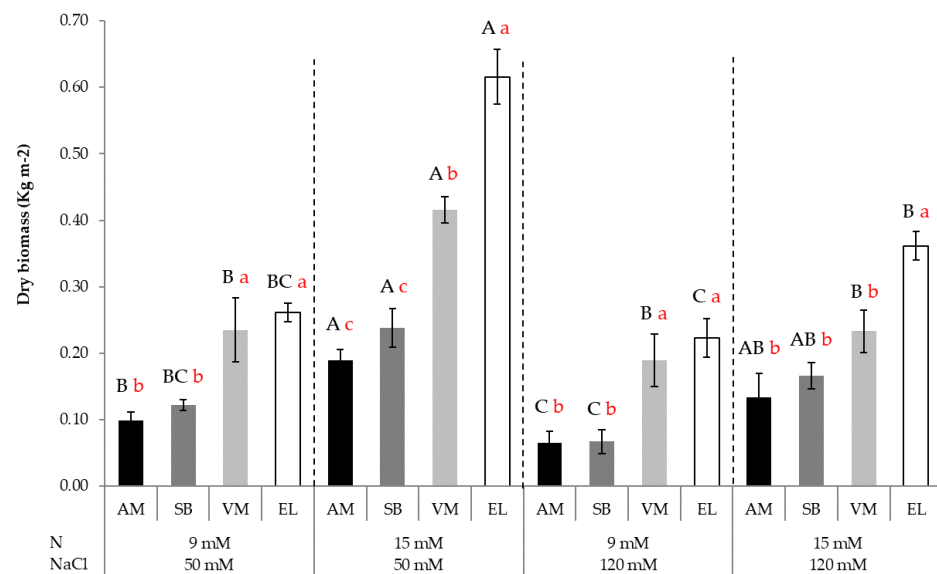 Dry biomass (Kg m-2)
0.70
0.60
0.50
0.40
0.30
0.20
0.10
0.00
B b
BC b
B a
BC a
A c
A c
A b
A a
C b
C b
B a
C a
AB b
AB b
B b
B a
AM SB VM EL AM SB VM EL AM SB VM EL AM SB VM EL
N 9 mM 15 mM 9 mM 15 mM
NaCl 50 mM 50 mM 120 mM 120 mM